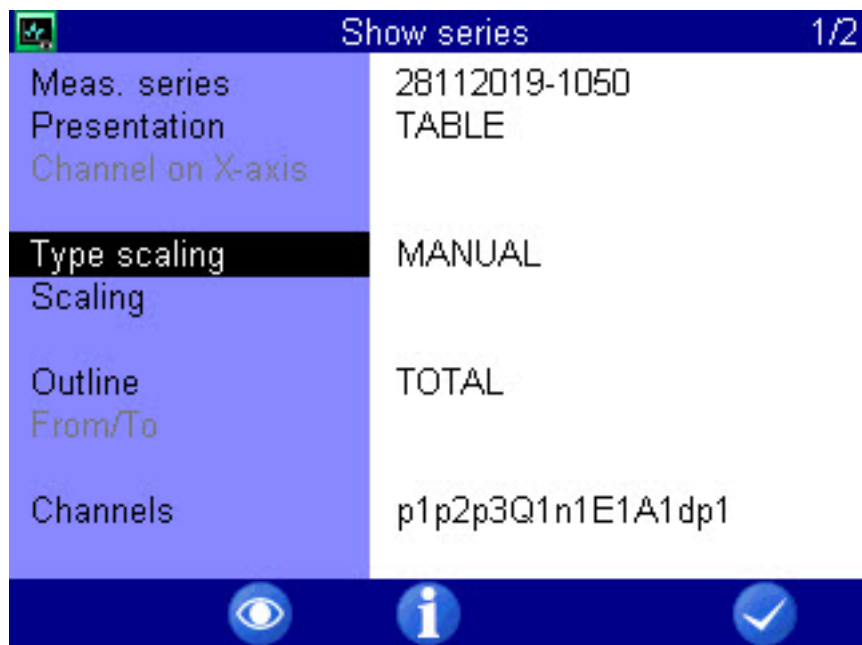 Show series 1/2
Meas. series 28112019-1050
Presentation TABLE
Channel on X-axis
Type scaling MANUAL
Scaling
Outline TOTAL
From/To
Channels p1p2p3Q1n1E1A1dp1